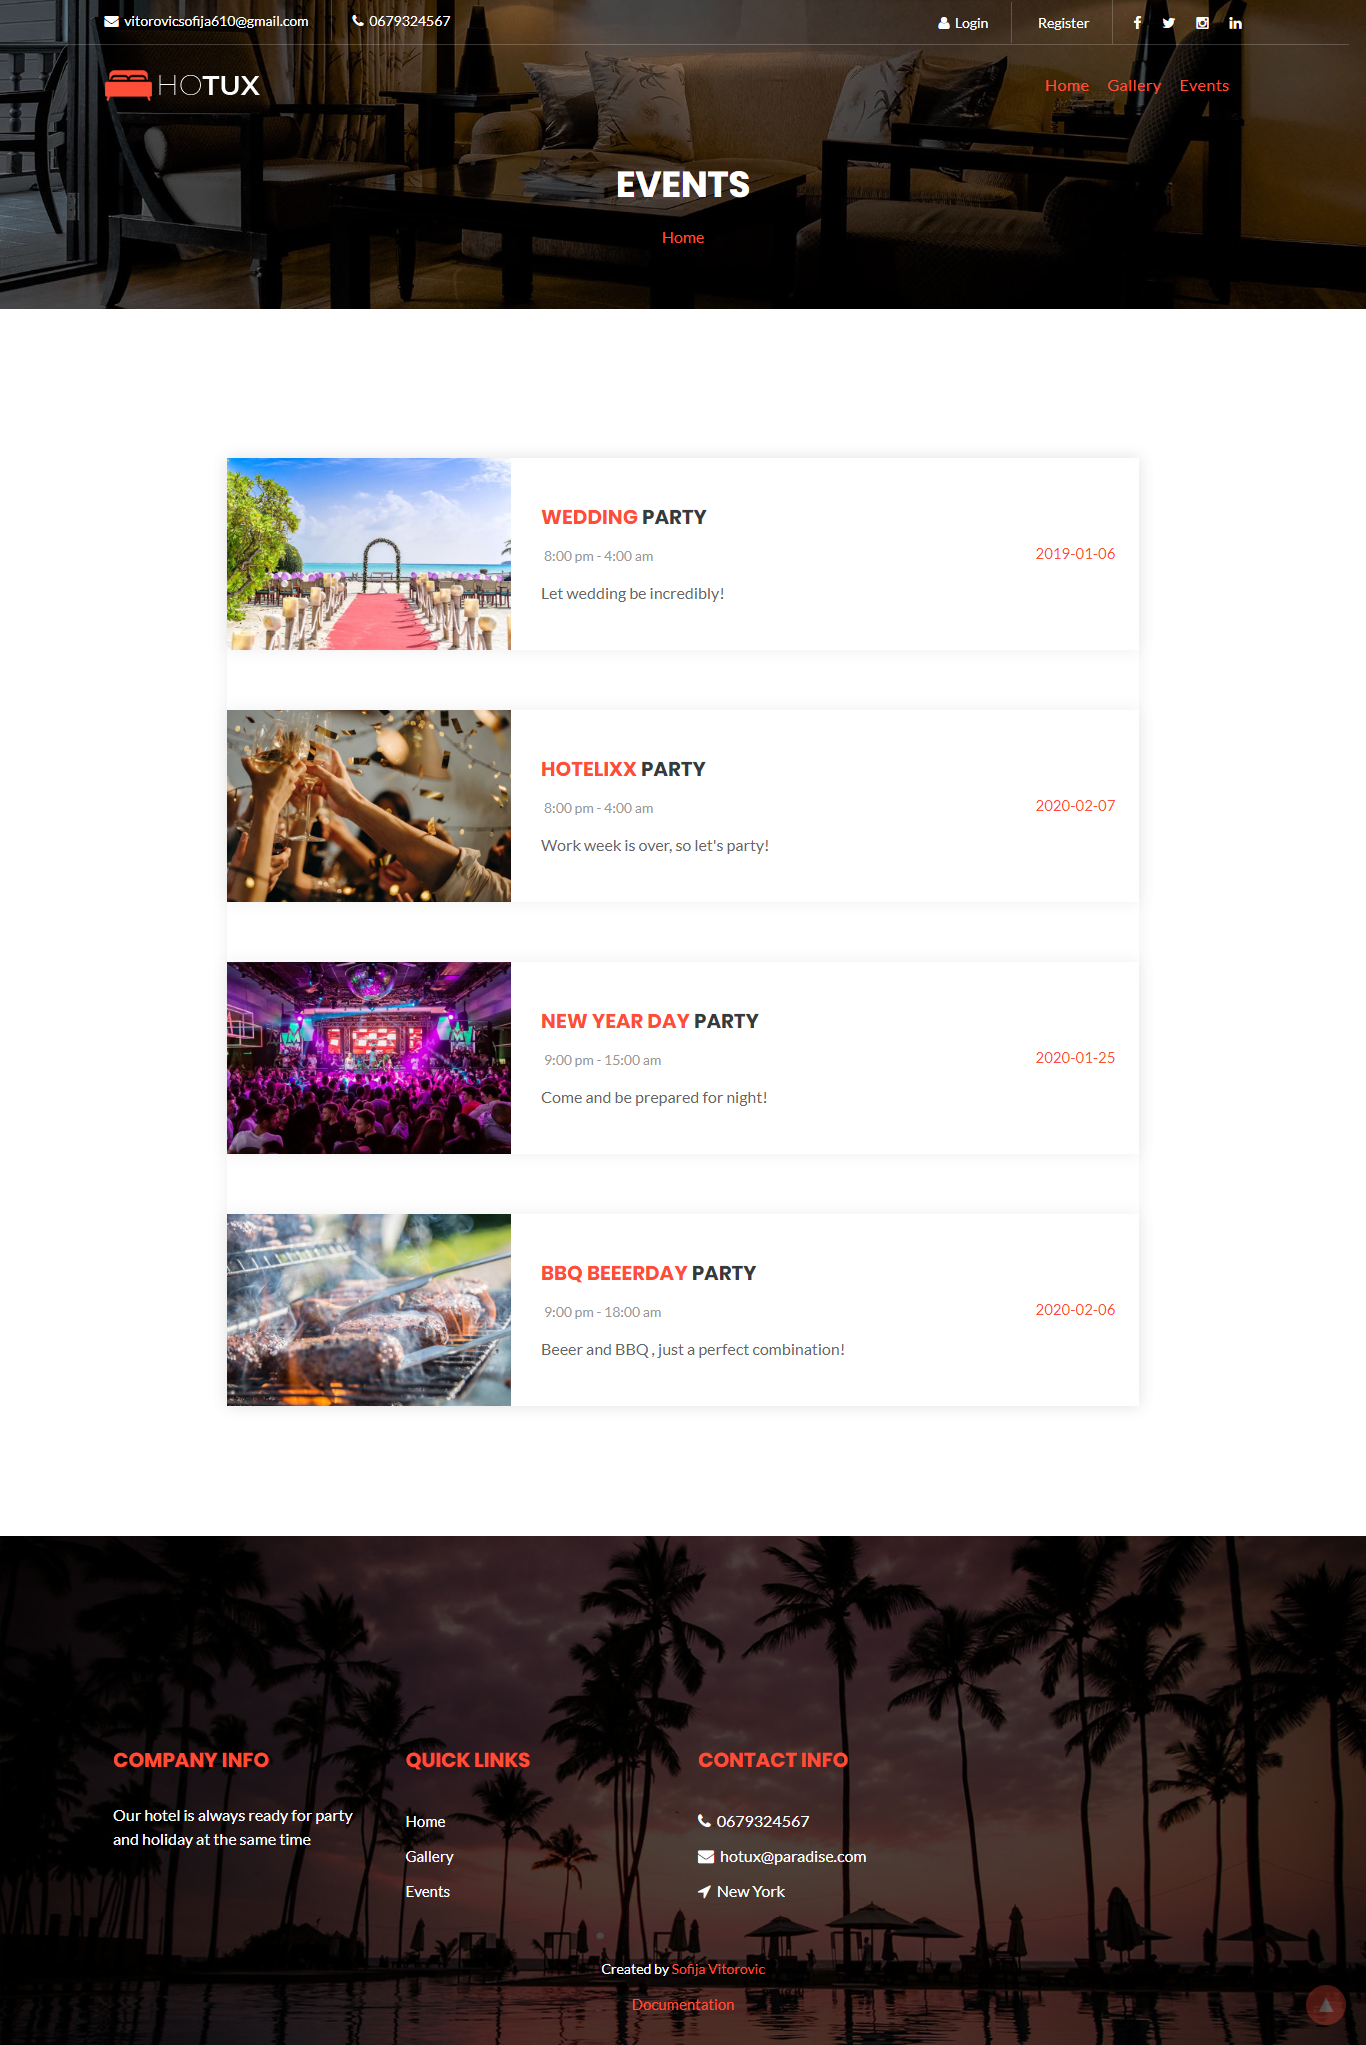 vitorovicsofija610@gmail.com
0679324567
Login
Register
HOTUX
Home
Gallery
Events
EVENTS
Home
WEDDING PARTY
8:00 pm - 4:00 am
2019-01-06
Let wedding be incredibly!
HOTELIXX PARTY
8:00 pm - 4:00 am
2020-02-07
Work week is over, so let's party!
NEW YEAR DAY PARTY
9:00 pm - 15:00 am
2020-01-25
Come and be prepared for night!
BBQ BEEERDAY PARTY
9:00 pm - 18:00 am
2020-02-06
Beeer and BBQ , just a perfect combination!
COMPANY INFO
Our hotel is always ready for party
and holiday at the same time
QUICK LINKS
Home
Gallery
Events
CONTACT INFO
0679324567
hotux@paradise.com
New York
Created by Sofija Vitorovic
Documentation